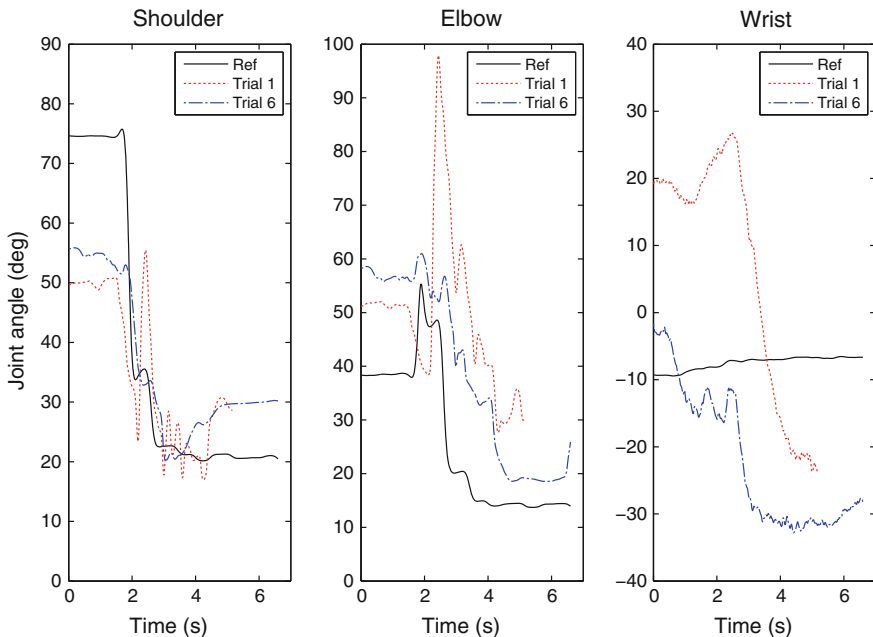 Shoulder
Elbow
Wrist
Joint angle (deg)
90
80
70
60
50
40
30
20
10
0
0 2 4 6
Time (s)
Ref
Trial 1
Trial 6
100
90
80
70
60
50
40
30
20
10
0
0 2 4 6
Time (s)
Ref
Trial 1
Trial 6
40
30
20
10
0
−10
−20
−30
−40
0 2 4 6
Time (s)
Ref
Trial 1
Trial 6